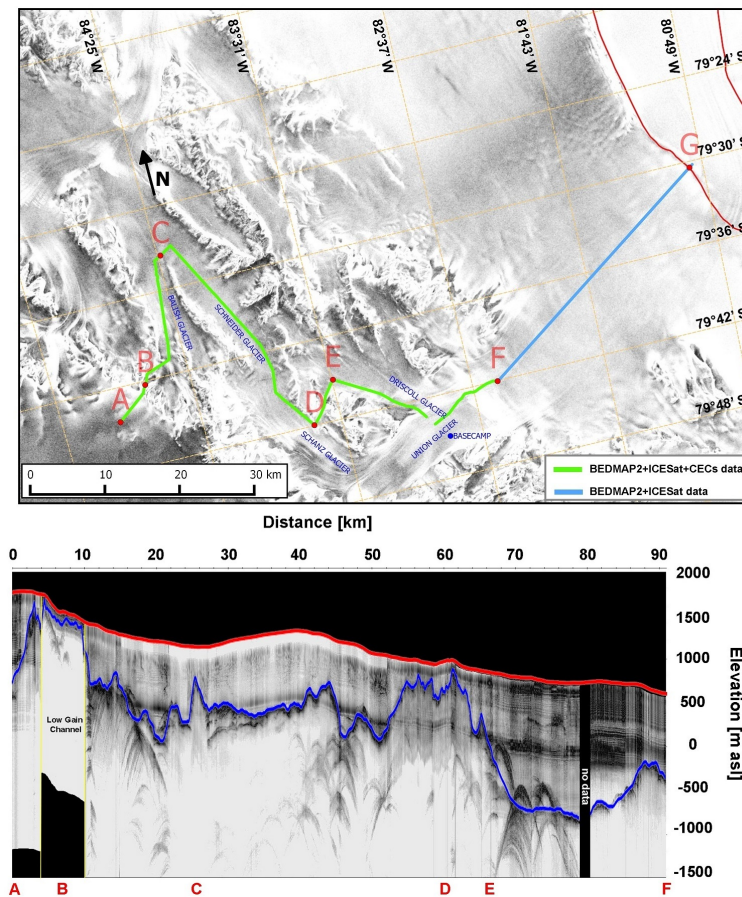 84°25' W
83°31' W
82°37' W
81°43' W
80°49' W
79°24' S
79°30' S
79°36' S
79°42' S
79°48' S
N
A
B
C
D
E
F
G
BALISH GLACIER
SCHNEIDER GLACIER
SCHANZ GLACIER
DRISCOLL GLACIER
UNION GLACIER
BASECAMP
0 10 20 30 km
BEDMAP2+ICESat+CECs data
BEDMAP2+ICESat data
Distance [km]
0 10 20 30 40 50 60 70 80 90
2000
1500
1000
500
0
-500
-1000
-1500
Elevation [m asl]
Low Gain
Channel
no data
A B C D E F